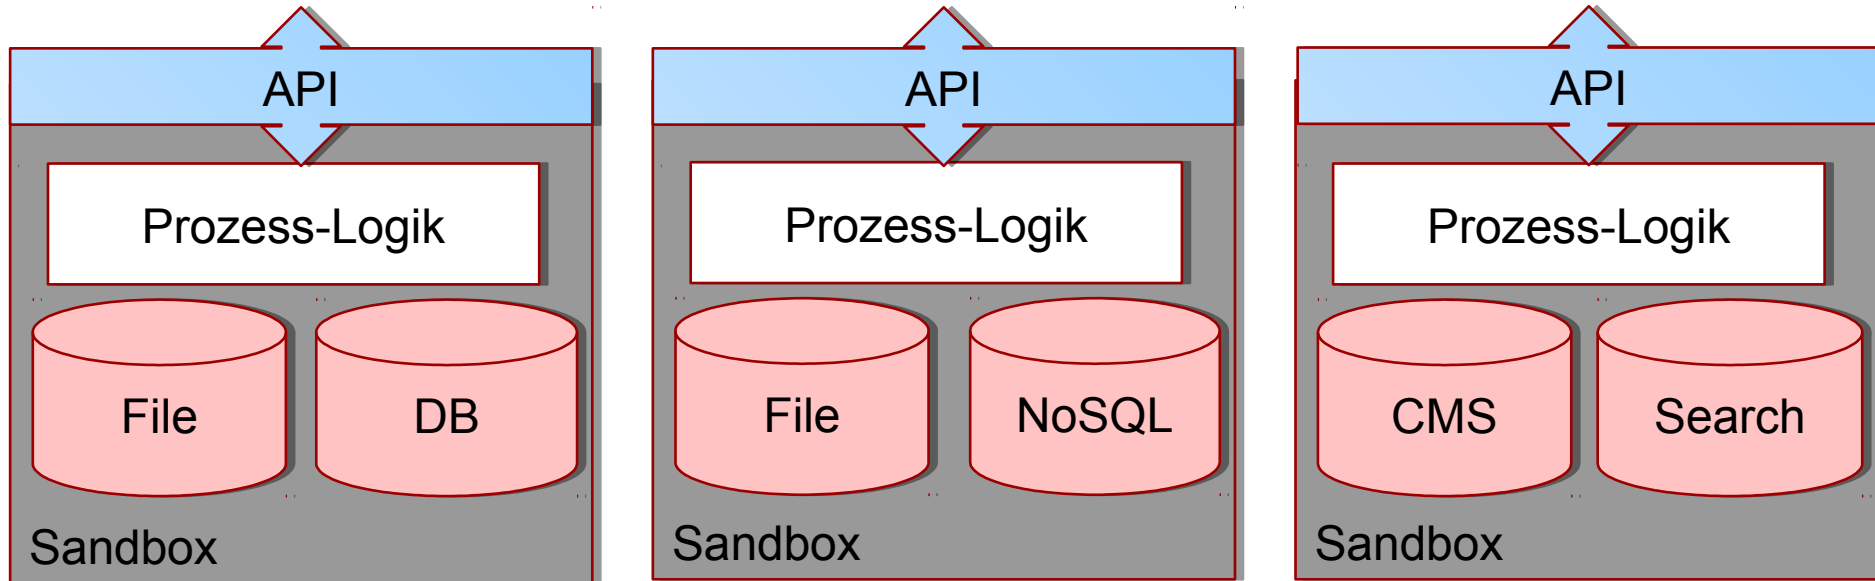 API
Prozess-Logik
File
DB
Sandbox
API
Prozess-Logik
File
NoSQL
Sandbox
API
Prozess-Logik
CMS
Search
Sandbox